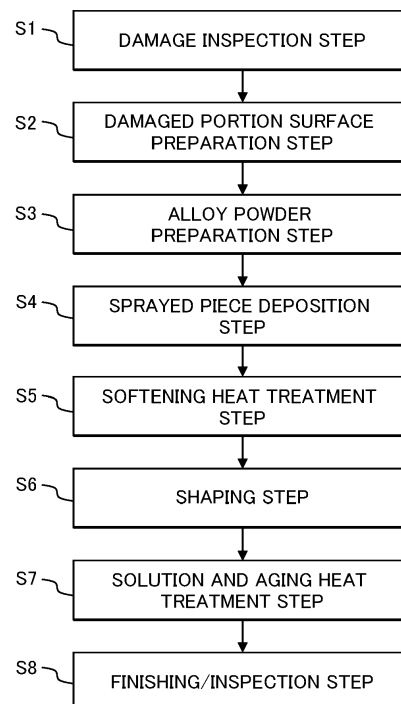 S1
DAMAGE INSPECTION STEP
S2
DAMAGED PORTION SURFACE
PREPARATION STEP
S3
ALLOY POWDER
PREPARATION STEP
S4
SPRAYED PIECE DEPOSITION
STEP
S5
SOFTENING HEAT TREATMENT
STEP
S6
SHAPING STEP
S7
SOLUTION AND AGING HEAT
TREATMENT STEP
S8
FINISHING/INSPECTION STEP